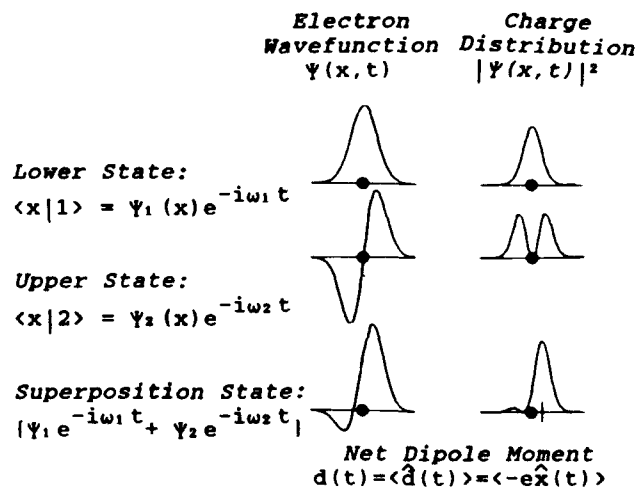 Electron Charge
Wavefunction Distribution
Ψ(x,t) |Ψ(x,t)|²
Lower State:
<x|1> = Ψ₁(x)e^-iω₁t
Upper State:
<x|2> = Ψ₂(x)e^-iω₂t
Superposition State:
{Ψ₁e^-iω₁t + Ψ₂e^-iω₂t}
Net Dipole Moment
d(t)=<d̂(t)>=<-ex̂(t)>